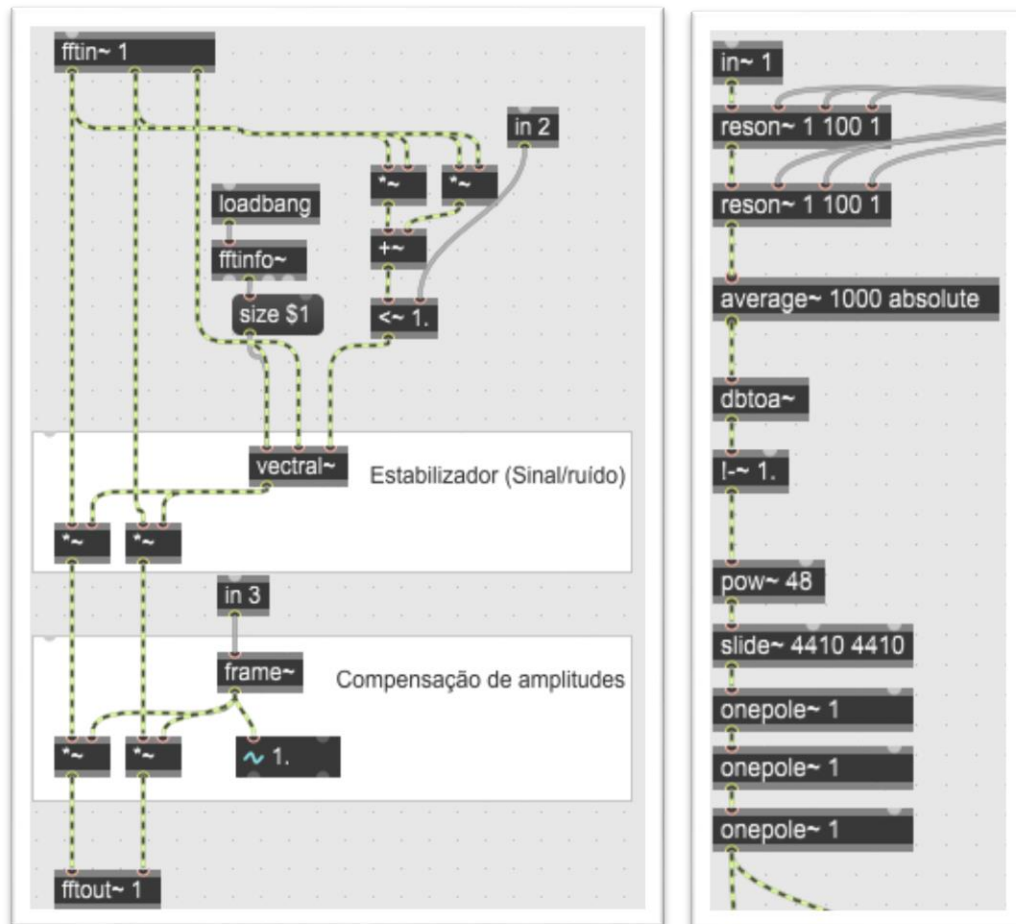 fftin~ 1
in 2
*~
*~
loadbang
+~
fftinfo~
size $1
<~ 1.
vectral~
Estabilizador (Sinal/ruído)
*~
*~
in 3
frame~
Compensação de amplitudes
*~
*~
1.
fftout~ 1
in~ 1
reson~ 1 100 1
reson~ 1 100 1
average~ 1000 absolute
dbtoa~
!-~ 1.
pow~ 48
slide~ 4410 4410
onepole~ 1
onepole~ 1
onepole~ 1